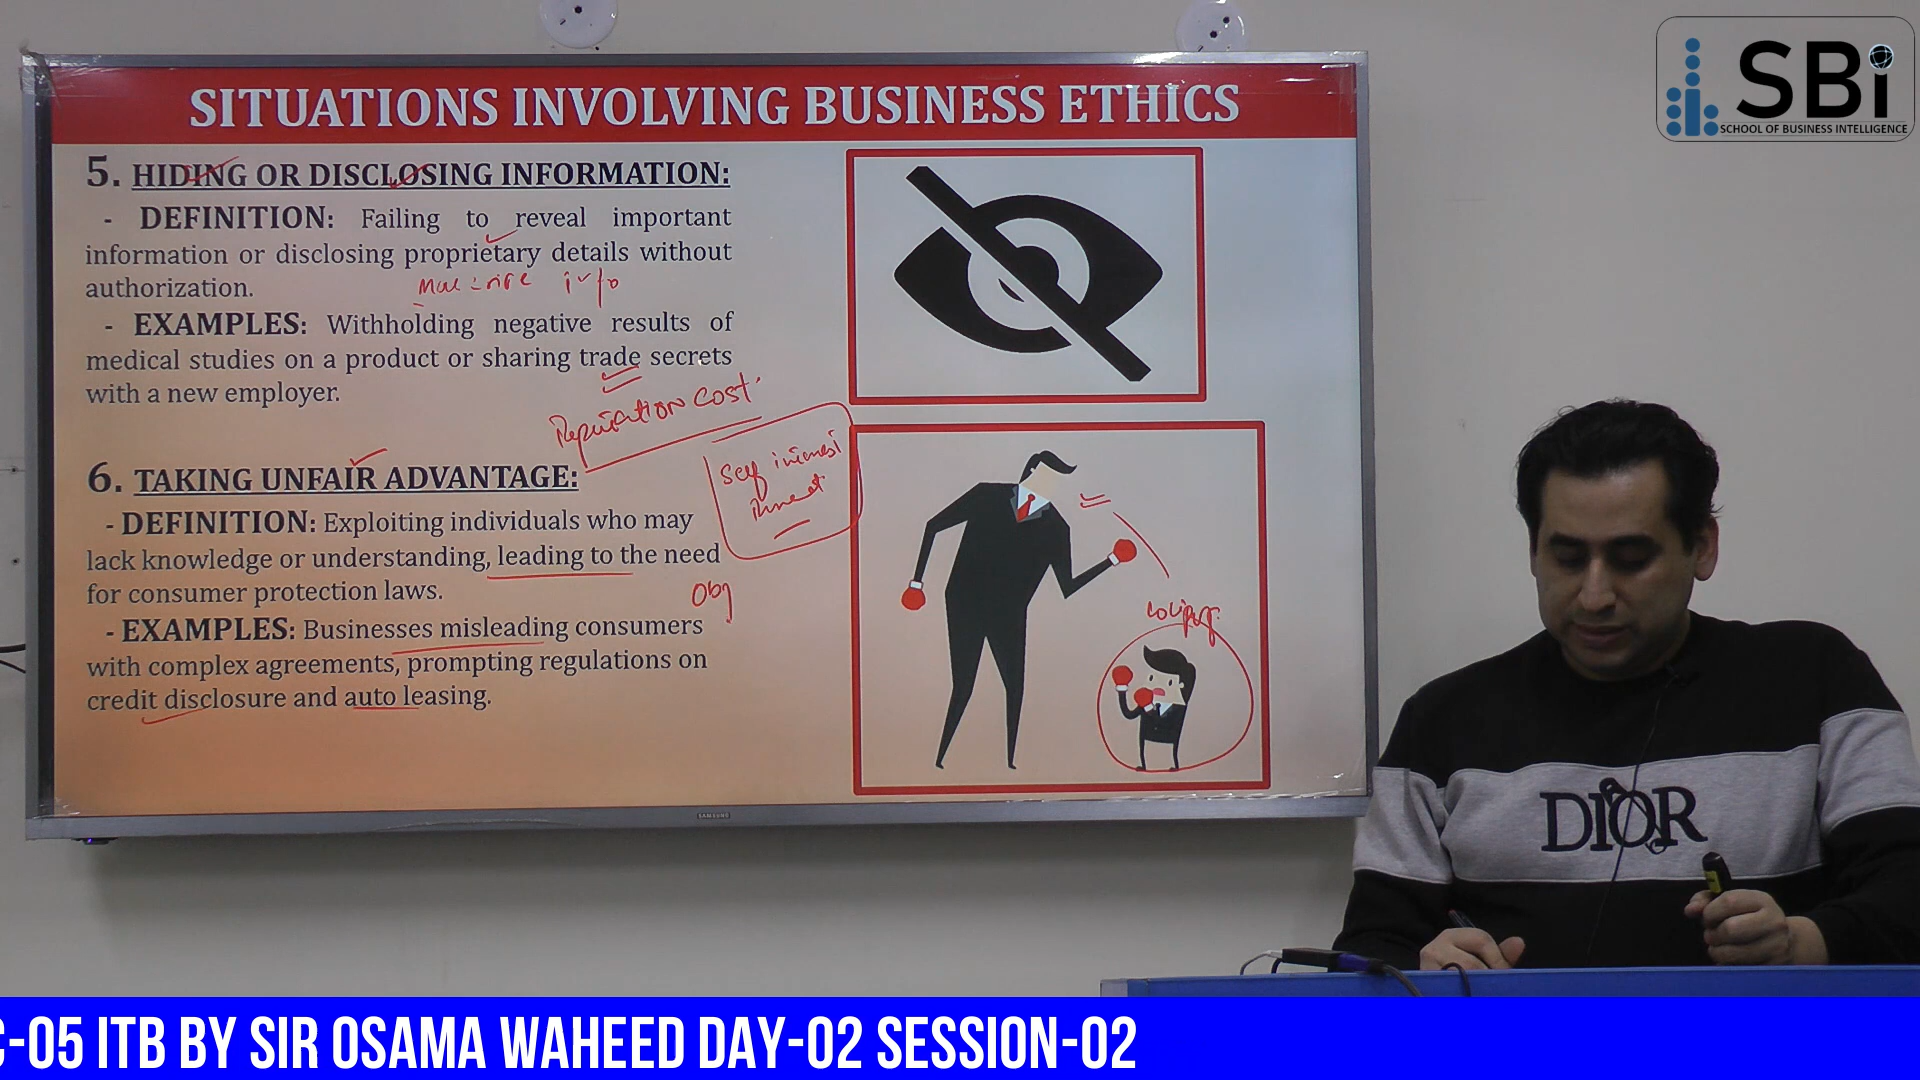 SITUATIONS INVOLVING BUSINESS ETHICS
SBi
SCHOOL OF BUSINESS INTELLIGENCE
5. HIDING OR DISCLOSING INFORMATION:
- DEFINITION: Failing to reveal important
information or disclosing proprietary details without
authorization.
info
- EXAMPLES: Withholding negative results of
medical studies on a product or sharing trade secrets
with a new employer.
Reputation cost
6. TAKING UNFAIR ADVANTAGE:
Self interest
threat
- DEFINITION: Exploiting individuals who may
lack knowledge or understanding, leading to the need
for consumer protection laws.
Obj
- EXAMPLES: Businesses misleading consumers
with complex agreements, prompting regulations on
credit disclosure and auto leasing.
SAMSUNG
DIOR
C-05 ITB BY SIR OSAMA WAHEED DAY-02 SESSION-02